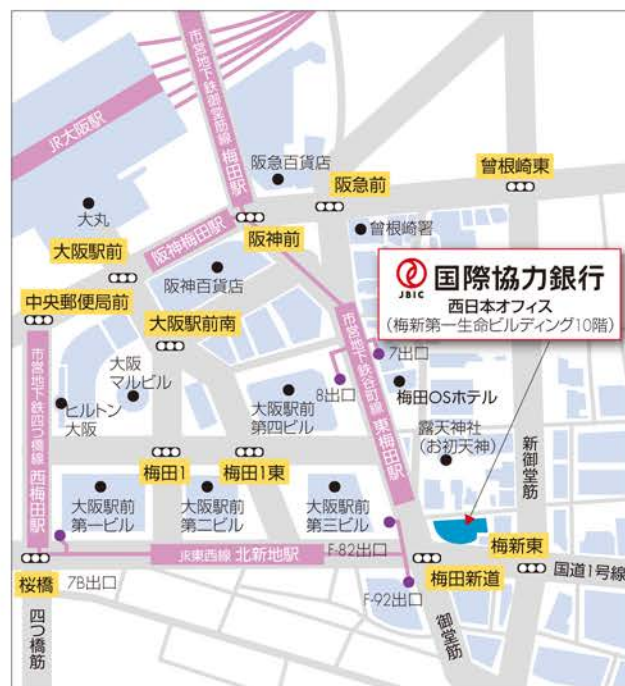 市営地下鉄御堂筋線 梅田駅
JR大阪駅
阪急百貨店
阪急前
曾根崎東
大丸
阪神梅田駅
阪神前
曾根崎署
大阪駅前
阪神百貨店
JBIC
国際協力銀行
西日本オフィス
(梅新第一生命ビルディング10階)
中央郵便局前
大阪駅前南
市営地下鉄四つ橋線 西梅田駅
大阪
マルビル
ヒルトン
大阪
市営地下鉄谷町線 東梅田駅
7出口
8出口
大阪駅前
第四ビル
梅田OSホテル
露天神社
(お初天神)
新御堂筋
梅田1
梅田1東
大阪駅前
第一ビル
大阪駅前
第二ビル
大阪駅前
第三ビル
JR東西線 北新地駅
F-82出口
梅新東
梅田新道
国道1号線
桜橋
7B出口
F-92出口
四つ橋筋
御堂筋